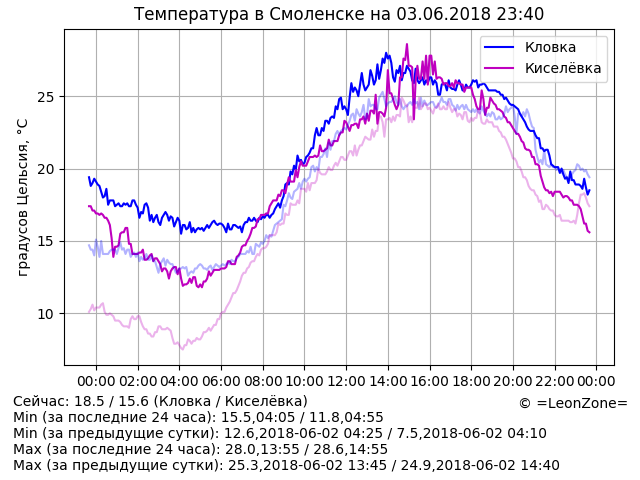 Температура в Смоленске на 03.06.2018 23:40
Кловка
Киселёвка
градусов Цельсия, °C
25
20
15
10
00:00 02:00 04:00 06:00 08:00 10:00 12:00 14:00 16:00 18:00 20:00 22:00 00:00
Сейчас: 18.5 / 15.6 (Кловка / Киселёвка)
© =LeonZone=
Min (за последние 24 часа): 15.5,04:05 / 11.8,04:55
Min (за предыдущие сутки): 12.6,2018-06-02 04:25 / 7.5,2018-06-02 04:10
Max (за последние 24 часа): 28.0,13:55 / 28.6,14:55
Max (за предыдущие сутки): 25.3,2018-06-02 13:45 / 24.9,2018-06-02 14:40